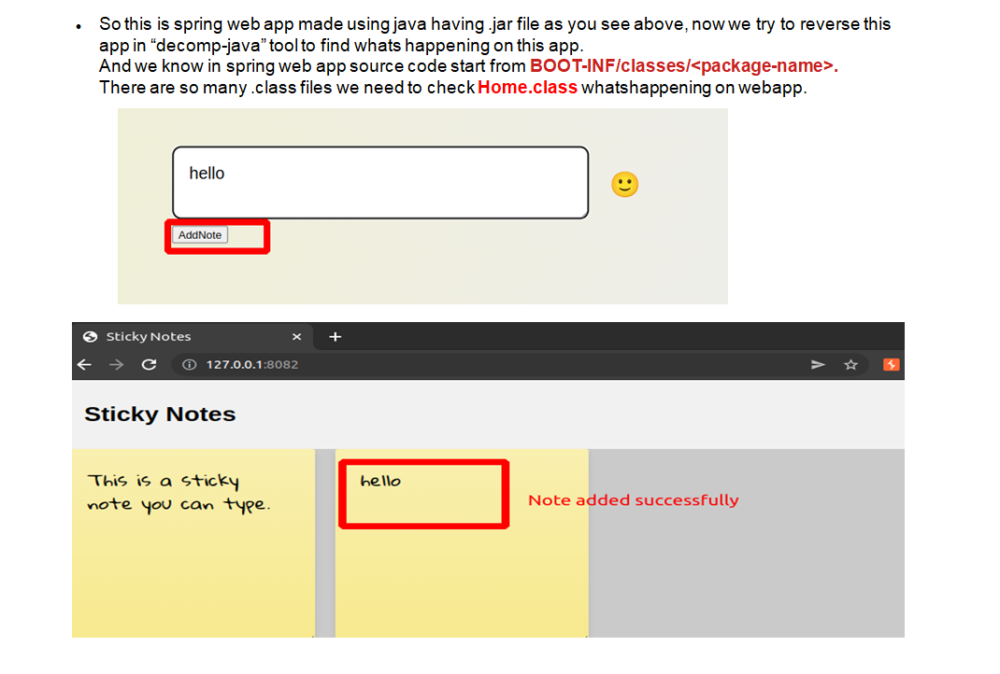 • So this is spring web app made using java having .jar file as you see above, now we try to reverse this
app in “decomp-java” tool to find whats happening on this app.
And we know in spring web app source code start from BOOT-INF/classes/<package-name>.
There are so many .class files we need to check Home.class whatshappening on webapp.
hello
AddNote
Sticky Notes
127.0.0.1:8082
Sticky Notes
This is a sticky
note you can type.
hello
Note added successfully